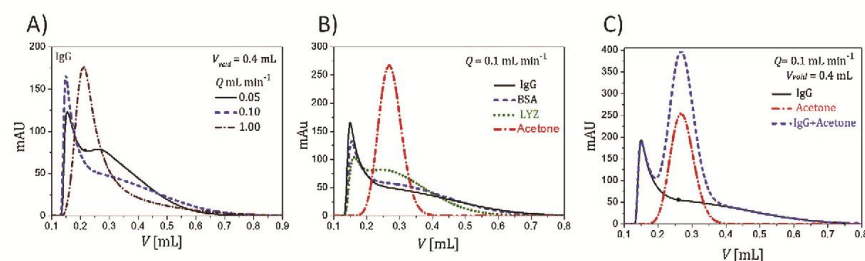 A)
IgG
V_void = 0.4 mL
Q mL min⁻¹
0.05
0.10
1.00
mAU
200
150
100
50
0
0.1 0.2 0.3 0.4 0.5 0.6 0.7 0.8 0.9
V [mL]
B)
Q = 0.1 mL min⁻¹
IgG
BSA
LYZ
Acetone
mAu
300
250
200
150
100
50
0
0.1 0.2 0.3 0.4 0.5 0.6 0.7 0.8
V [mL]
C)
Q= 0.1 mL min⁻¹
V_void = 0.4 mL
IgG
Acetone
IgG+Acetone
mAU
400
350
300
250
200
150
100
50
0
0.1 0.2 0.3 0.4 0.5 0.6 0.7 0.8
V [mL]